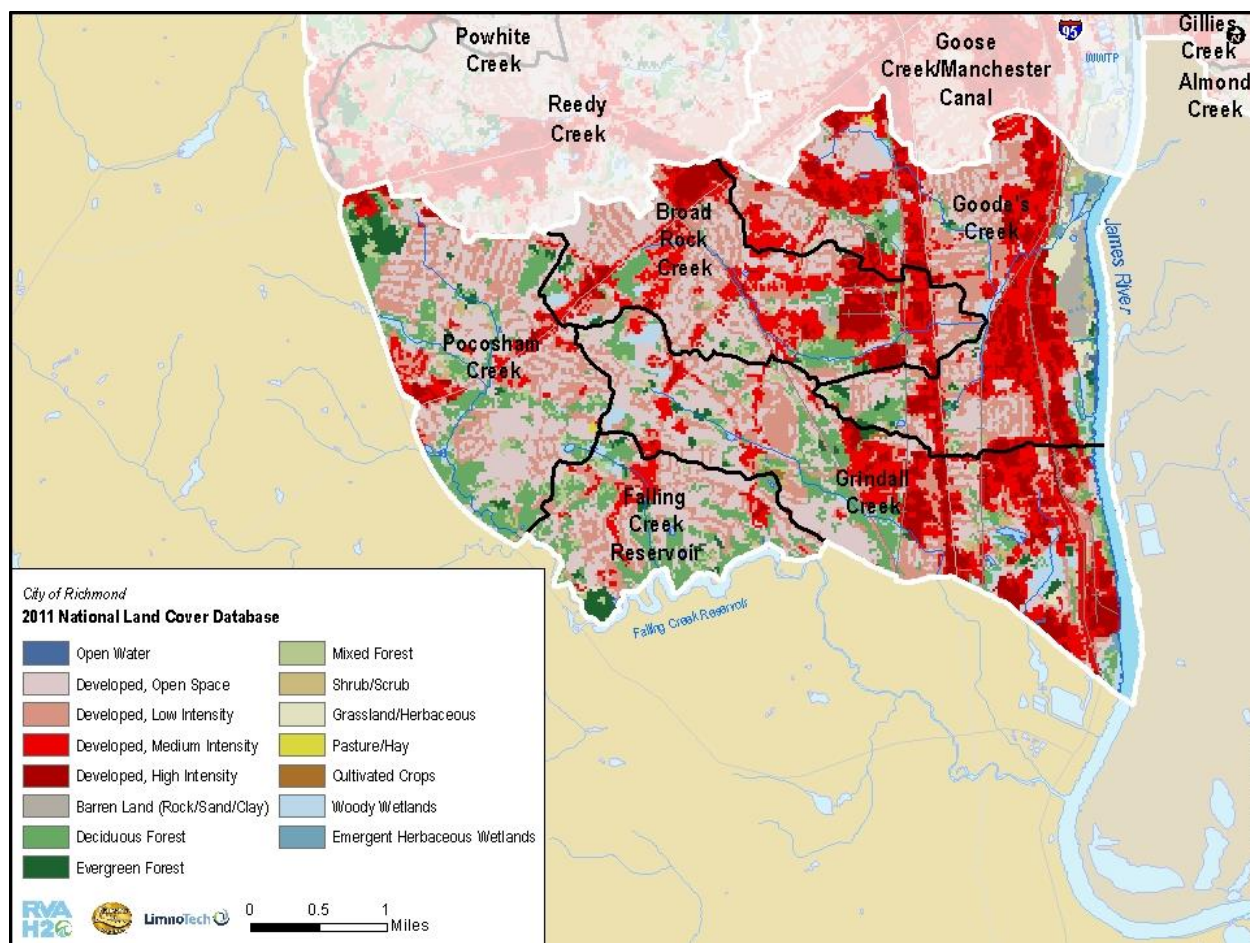 Powhite
Creek
Reedy
Creek
Goose
Creek/Manchester
Canal
95
WWTP
Gillies
Creek
Almond
Creek
Broad
Rock
Creek
Goode's
Creek
James River
Pocosham
Creek
Falling
Creek
Reservoir
Grindall
Creek
Falling Creek Reservoir
City of Richmond
2011 National Land Cover Database
Open Water
Developed, Open Space
Developed, Low Intensity
Developed, Medium Intensity
Developed, High Intensity
Barren Land (Rock/Sand/Clay)
Deciduous Forest
Evergreen Forest
Mixed Forest
Shrub/Scrub
Grassland/Herbaceous
Pasture/Hay
Cultivated Crops
Woody Wetlands
Emergent Herbaceous Wetlands
RVA
H2O
LimnoTech
0 0.5 1
Miles